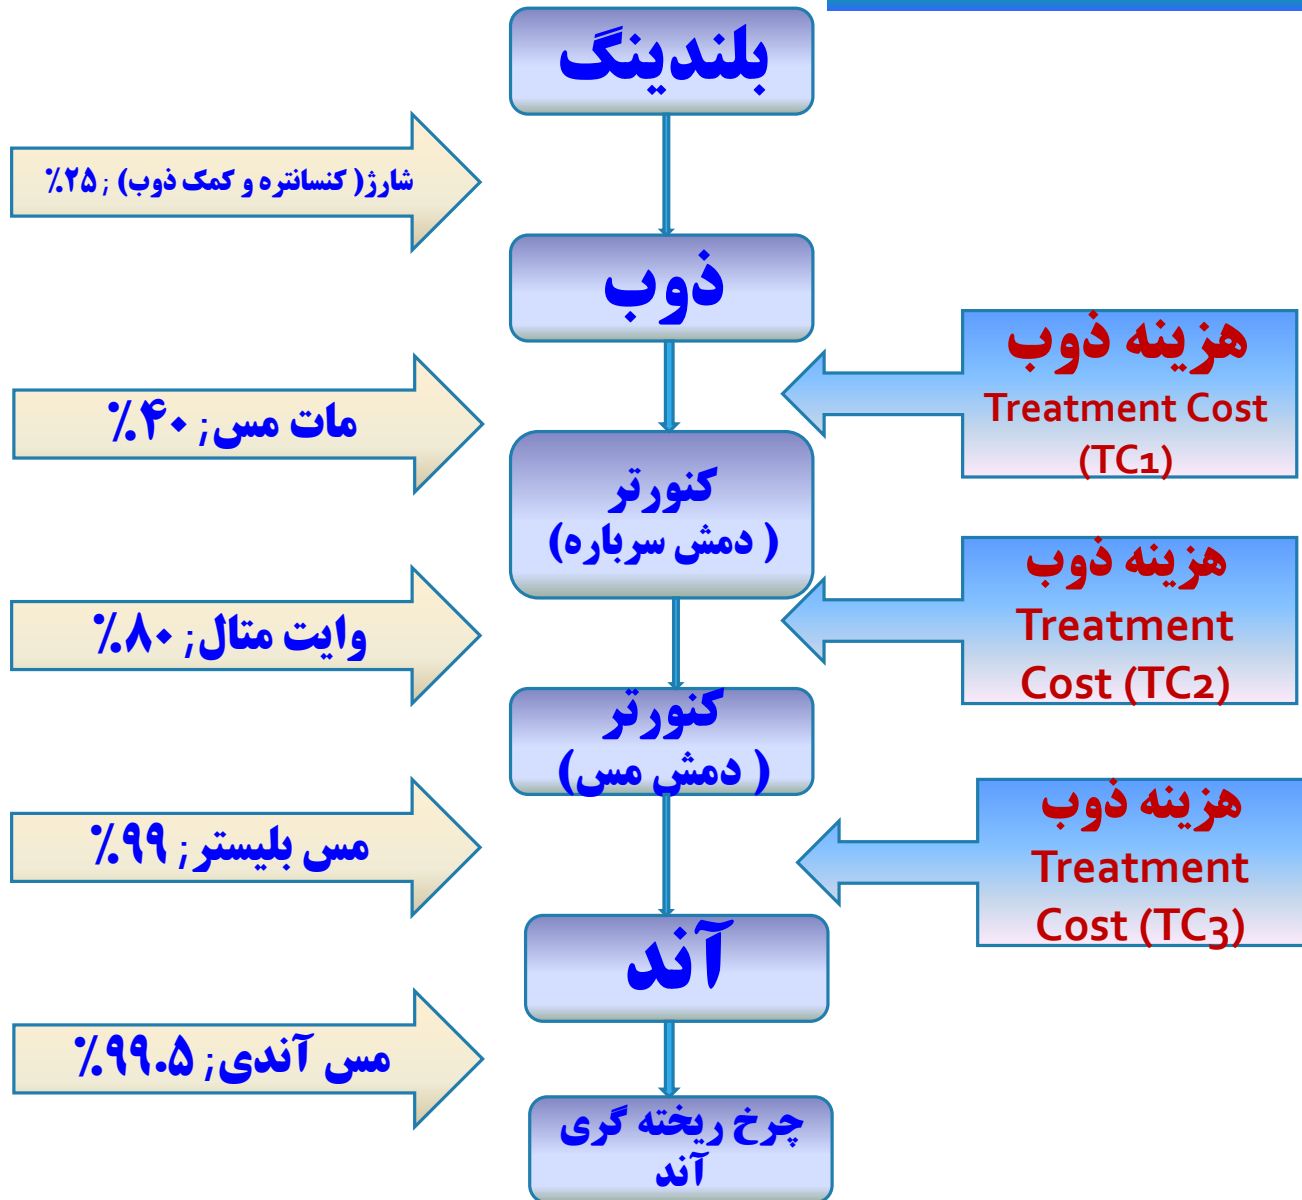 بلندینگ
شارژ( کنسانتره و کمک ذوب) ; ۲۵%
ذوب
هزینه ذوب
Treatment Cost
(TC1)
مات مس; ۴۰%
کنورتر
( دمش سرباره)
هزینه ذوب
Treatment
Cost (TC2)
وایت متال; ۸۰%
کنورتر
( دمش مس)
هزینه ذوب
Treatment
Cost (TC3)
مس بلیستر; ۹۹%
آند
مس آندی; ۹۹.۵%
چرخ ریخته گری
آند